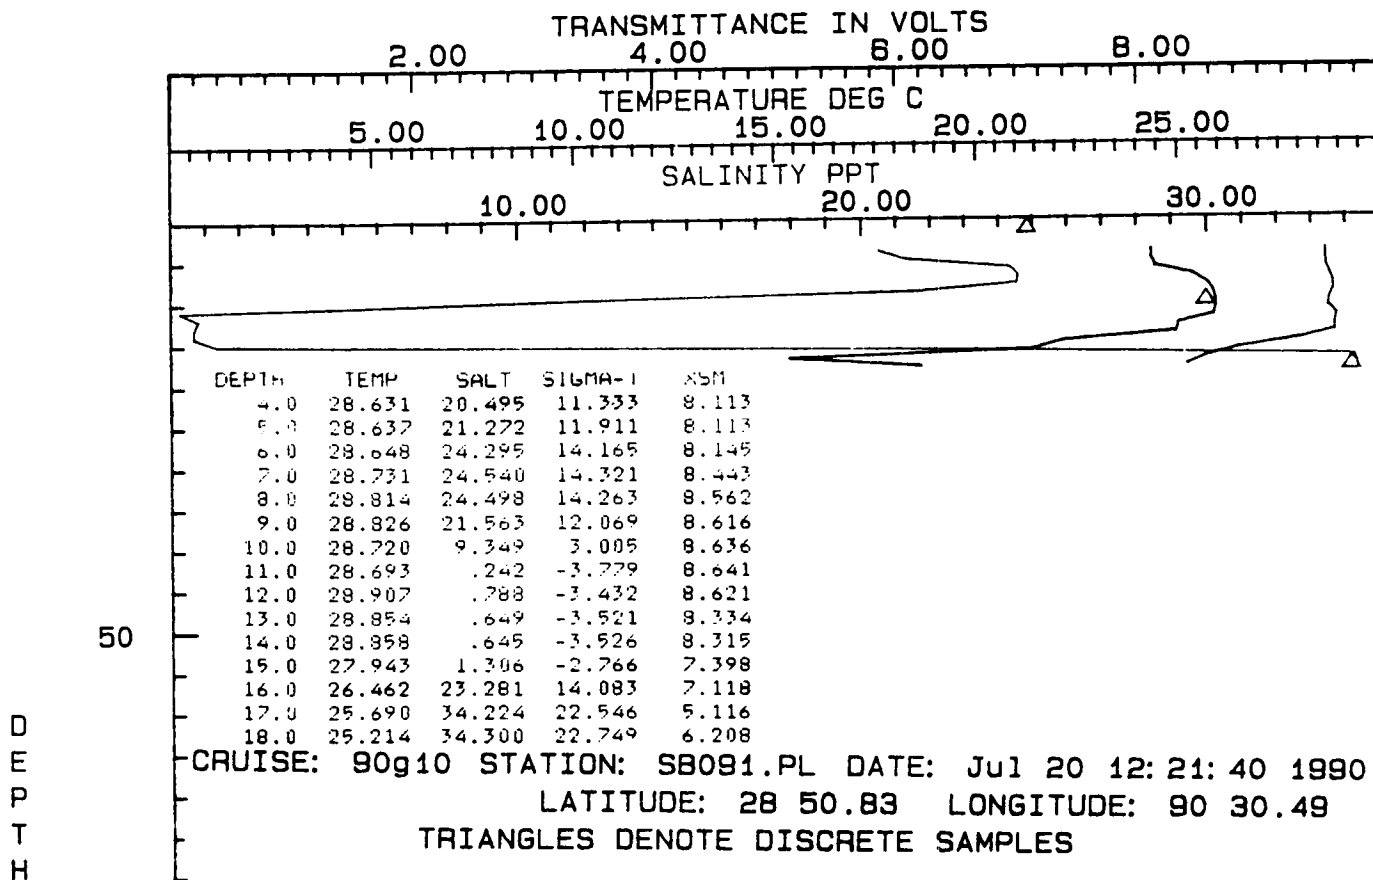 TRANSMITTANCE IN VOLTS
2.00 4.00 6.00 8.00
TEMPERATURE DEG C
5.00 10.00 15.00 20.00 25.00
SALINITY PPT
10.00 20.00 30.00
DEPTH TEMP SALT SIGMA-T XSM
4.0 28.631 20.495 11.333 8.113
5.0 28.637 21.272 11.911 8.113
6.0 28.648 24.295 14.165 8.145
7.0 28.731 24.540 14.321 8.443
8.0 28.814 24.498 14.263 8.562
9.0 28.826 21.563 12.069 8.616
10.0 28.720 9.349 3.005 8.636
11.0 28.693 .242 -3.779 8.641
12.0 28.907 .788 -3.432 8.621
13.0 28.854 .649 -3.521 8.334
14.0 28.858 .645 -3.526 8.315
15.0 27.943 1.306 -2.766 7.398
16.0 26.462 23.281 14.083 7.118
17.0 25.690 34.224 22.546 5.116
18.0 25.214 34.300 22.749 6.208
50
DEPTH
CRUISE: 90g10 STATION: SB091.PL DATE: Jul 20 12:21:40 1990
LATITUDE: 28 50.83 LONGITUDE: 90 30.49
TRIANGLES DENOTE DISCRETE SAMPLES